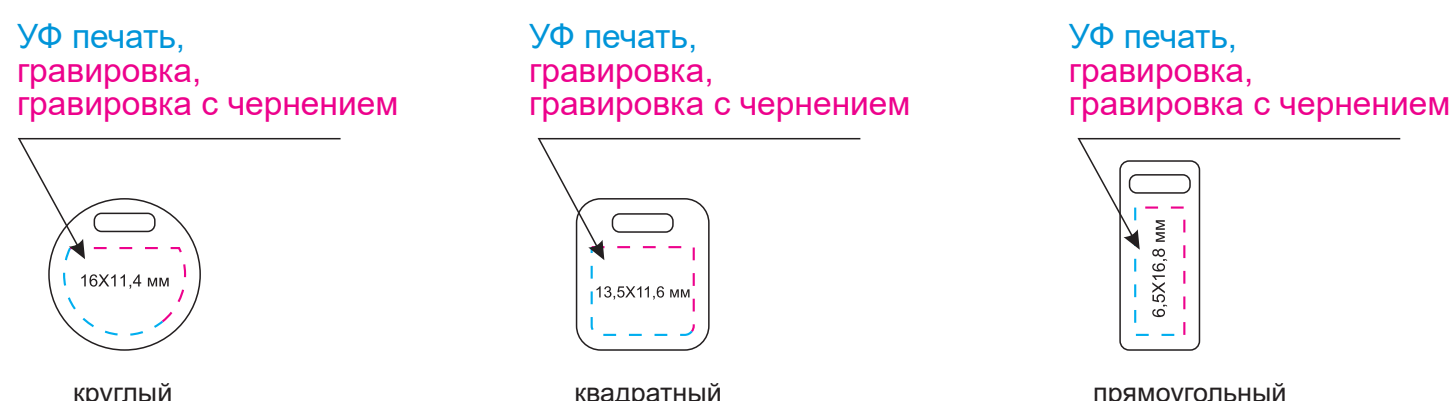 УФ печать,
гравировка,
гравировка с чернением
16Х11,4 мм
круглый
УФ печать,
гравировка,
гравировка с чернением
13,5Х11,6 мм
квадратный
УФ печать,
гравировка,
гравировка с чернением
6,5Х16,8 мм
прямоугольный